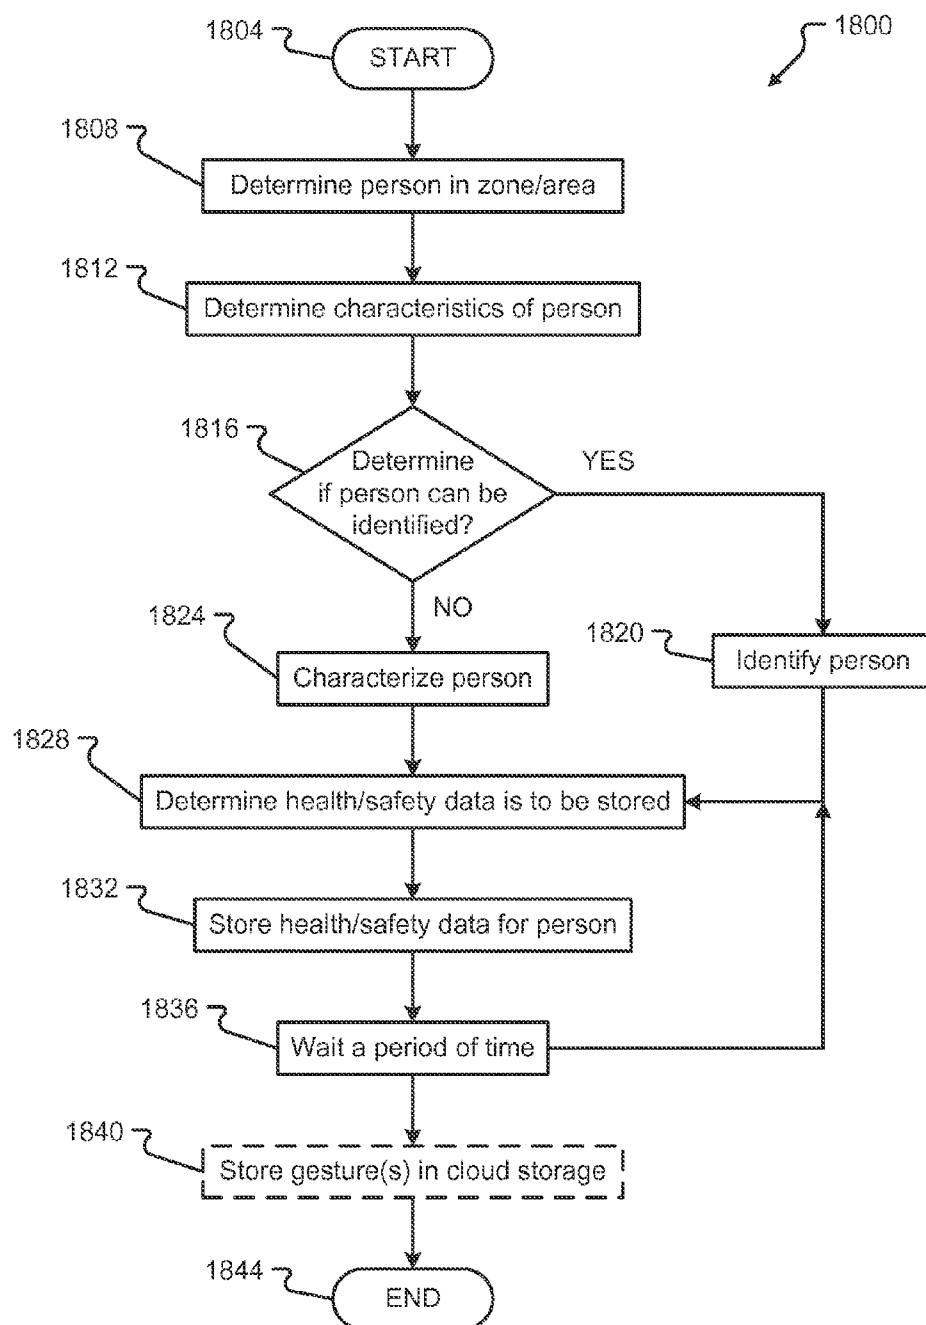 1804
START
1800
1808
Determine person in zone/area
1812
Determine characteristics of person
1816
Determine
if person can be
identified?
YES
NO
1824
Characterize person
1820
Identify person
1828
Determine health/safety data is to be stored
1832
Store health/safety data for person
1836
Wait a period of time
1840
Store gesture(s) in cloud storage
1844
END